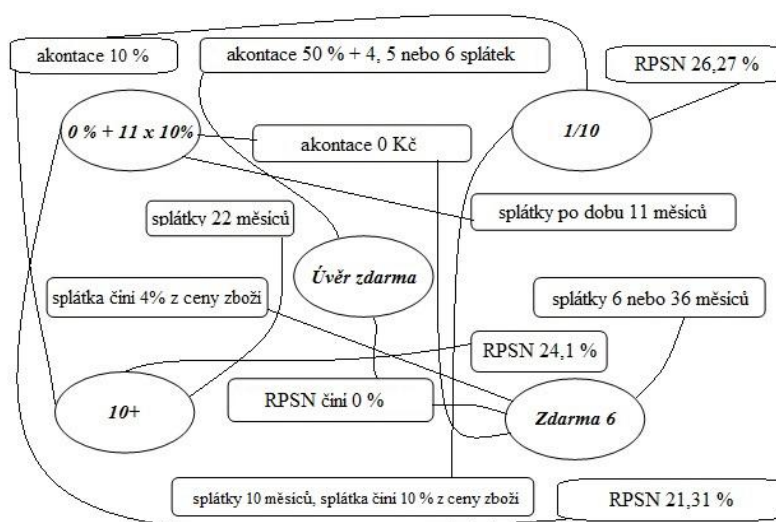 akontace 10 %
akontace 50 % + 4, 5 nebo 6 splátek
RPSN 26,27 %
0 % + 11 x 10%
akontace 0 Kč
1/10
splátky 22 měsíců
splátky po dobu 11 měsíců
Úvěr zdarma
splátka činí 4% z ceny zboží
splátky 6 nebo 36 měsíců
RPSN 24,1 %
10+
RPSN činí 0 %
Zdarma 6
splátky 10 měsíců, splátka činí 10 % z ceny zboží
RPSN 21,31 %